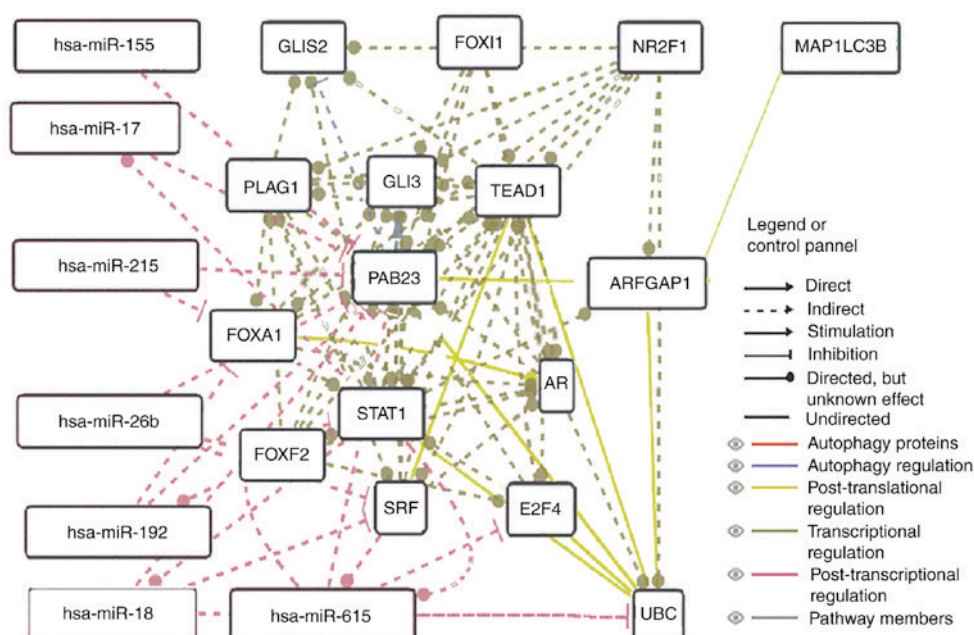 hsa-miR-155
GLIS2
FOXI1
NR2F1
MAP1LC3B
hsa-miR-17
PLAG1
GLI3
TEAD1
Legend or
control pannel
hsa-miR-215
PAB23
ARFGAP1
Direct
Indirect
FOXA1
Stimulation
Inhibition
AR
Directed, but
unknown effect
hsa-miR-26b
STAT1
Undirected
FOXF2
Autophagy proteins
Autophagy regulation
SRF
E2F4
Post-translational
regulation
hsa-miR-192
Transcriptional
regulation
Post-transcriptional
regulation
hsa-miR-18
hsa-miR-615
UBC
Pathway members